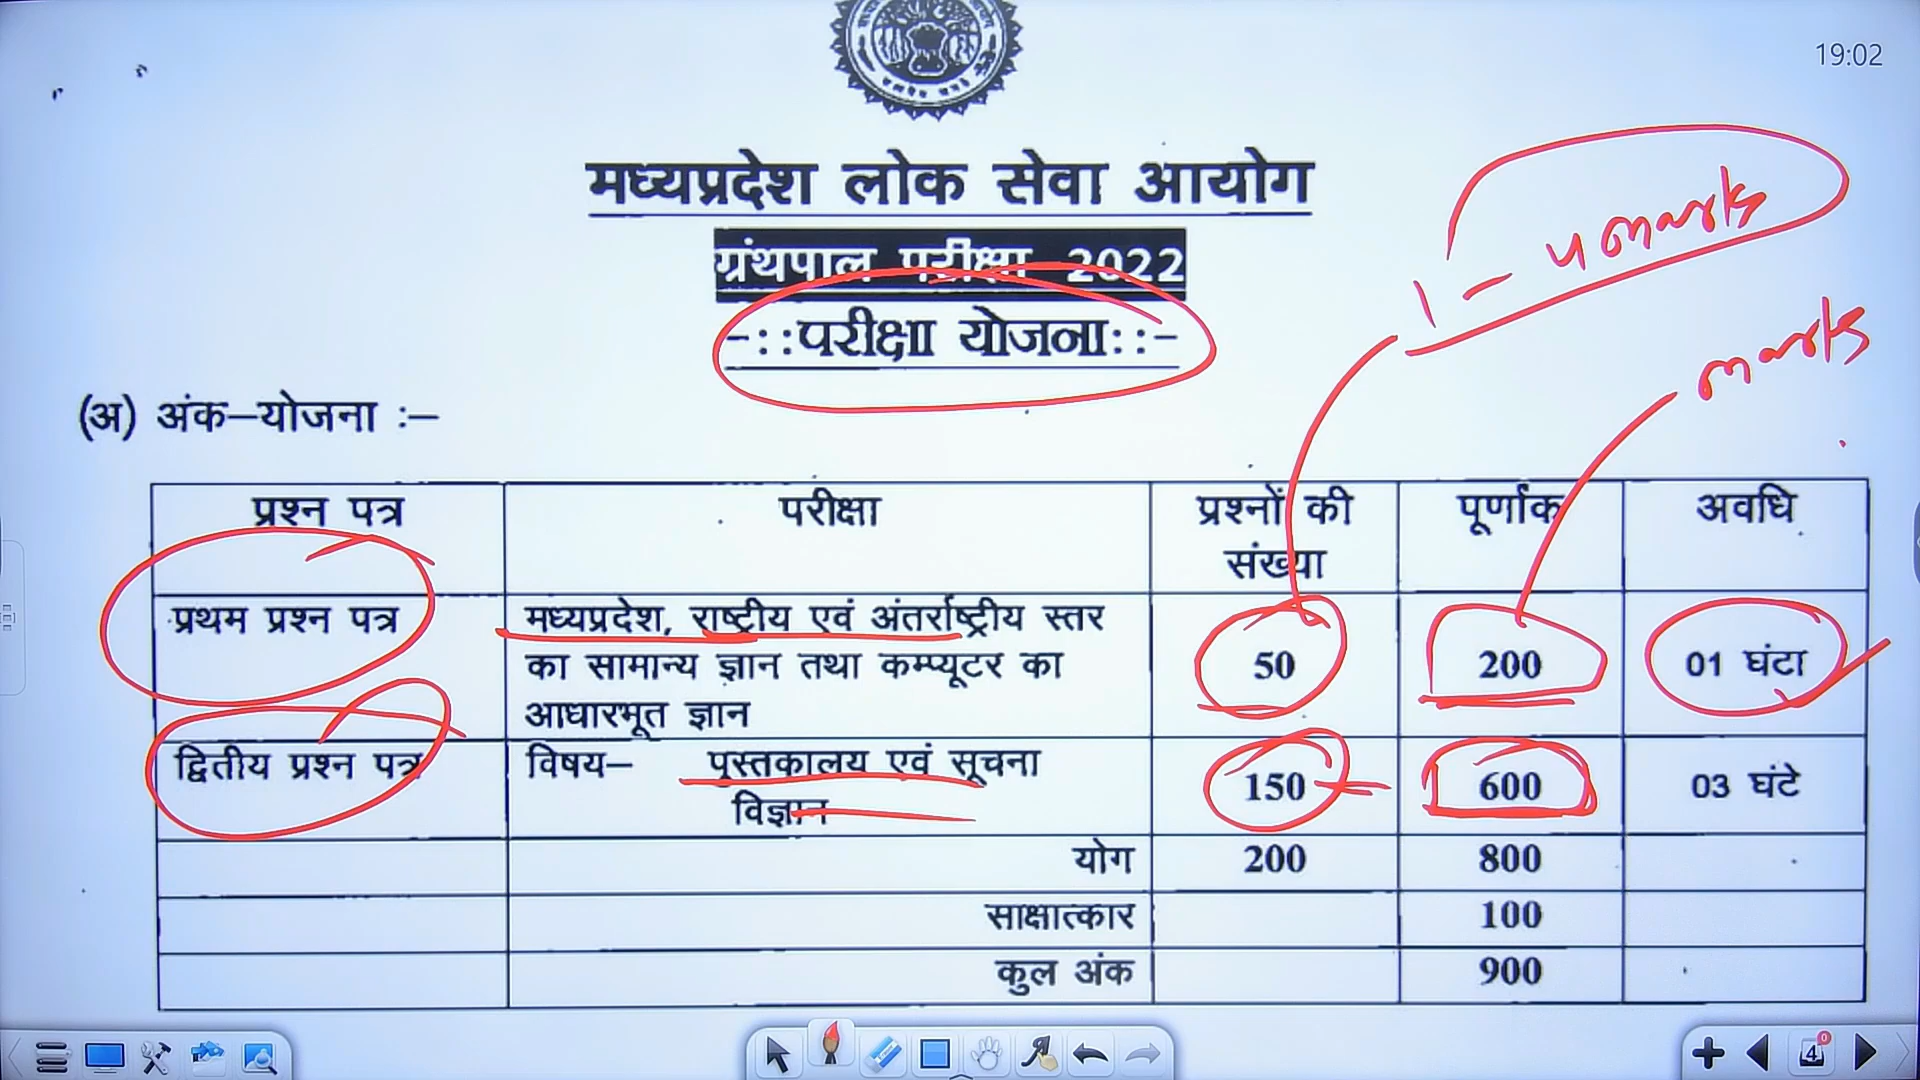 19:02
मध्यप्रदेश लोक सेवा आयोग
ग्रंथपाल परीक्षा 2022
-::परीक्षा योजना::-
1 - 4 marks
marks
(अ) अंक–योजना :–
प्रश्न पत्र परीक्षा प्रश्नों की संख्या पूर्णाक अवधि
प्रथम प्रश्न पत्र मध्यप्रदेश, राष्ट्रीय एवं अंतर्राष्ट्रीय स्तर
का सामान्य ज्ञान तथा कम्प्यूटर का 50 200 01 घंटा
आधारभूत ज्ञान
द्वितीय प्रश्न पत्र विषय– पुस्तकालय एवं सूचना 150 600 03 घंटे
विज्ञान
योग 200 800
साक्षात्कार 100
कुल अंक 900
4
0